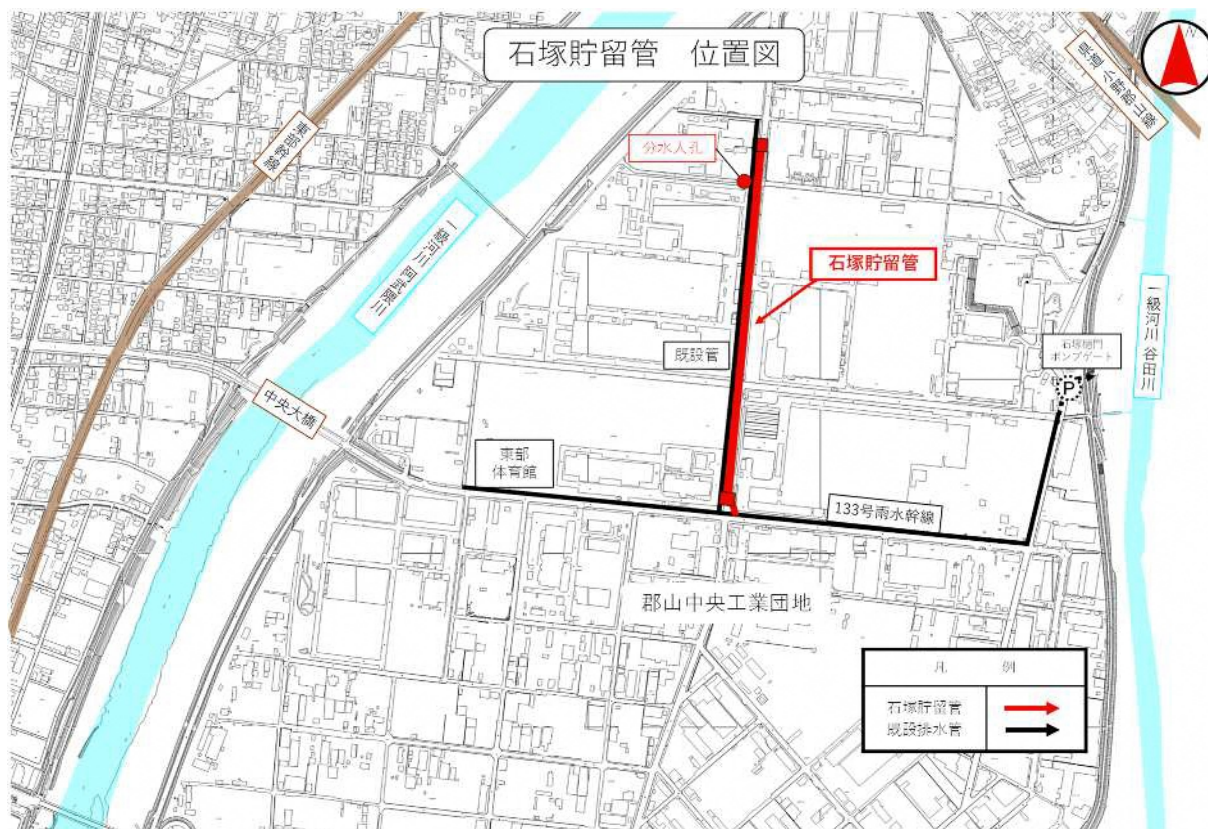 石塚貯留管　位置図
N
県道 小野郡山線
東部幹線
分水人孔
一級河川 阿武隈川
石塚貯留管
既設管
石塚樋門
ポンプゲート
P
一級河川 谷田川
中央大橋
東部
体育館
133号雨水幹線
郡山中央工業団地
凡　例
石塚貯留管
既設排水管